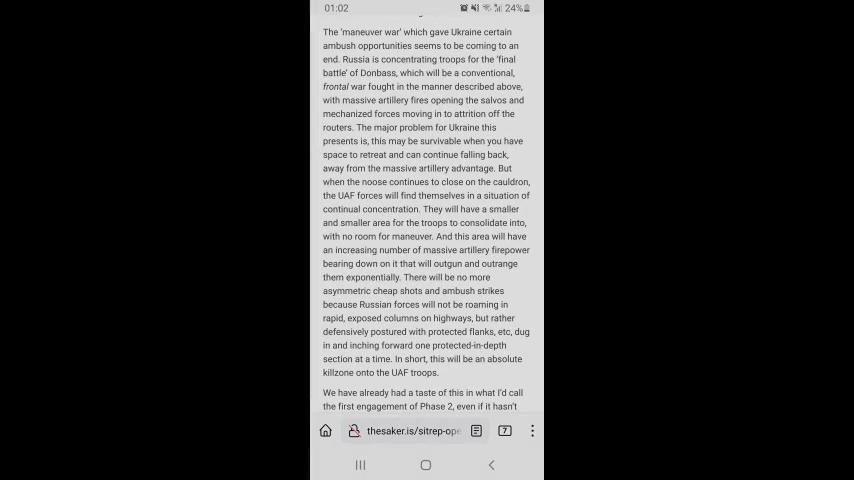 01:02 24%
The 'maneuver war' which gave Ukraine certain
ambush opportunities seems to be coming to an
end. Russia is concentrating troops for the 'final
battle' of Donbass, which will be a conventional,
frontal war fought in the manner described above,
with massive artillery fires opening the salvos and
mechanized forces moving in to attrition off the
routers. The major problem for Ukraine this
presents is, this may be survivable when you have
space to retreat and can continue falling back,
away from the massive artillery advantage. But
when the noose continues to close on the cauldron,
the UAF forces will find themselves in a situation of
continual concentration. They will have a smaller
and smaller area for the troops to consolidate into,
with no room for maneuver. And this area will have
an increasing number of massive artillery firepower
bearing down on it that will outgun and outrange
them exponentially. There will be no more
asymmetric cheap shots and ambush strikes
because Russian forces will not be roaming in
rapid, exposed columns on highways, but rather
defensively postured with protected flanks, etc, dug
in and inching forward one protected-in-depth
section at a time. In short, this will be an absolute
killzone onto the UAF troops.
We have already had a taste of this in what I'd call
the first engagement of Phase 2, even if it hasn't
thesaker.is/sitrep-ope 7